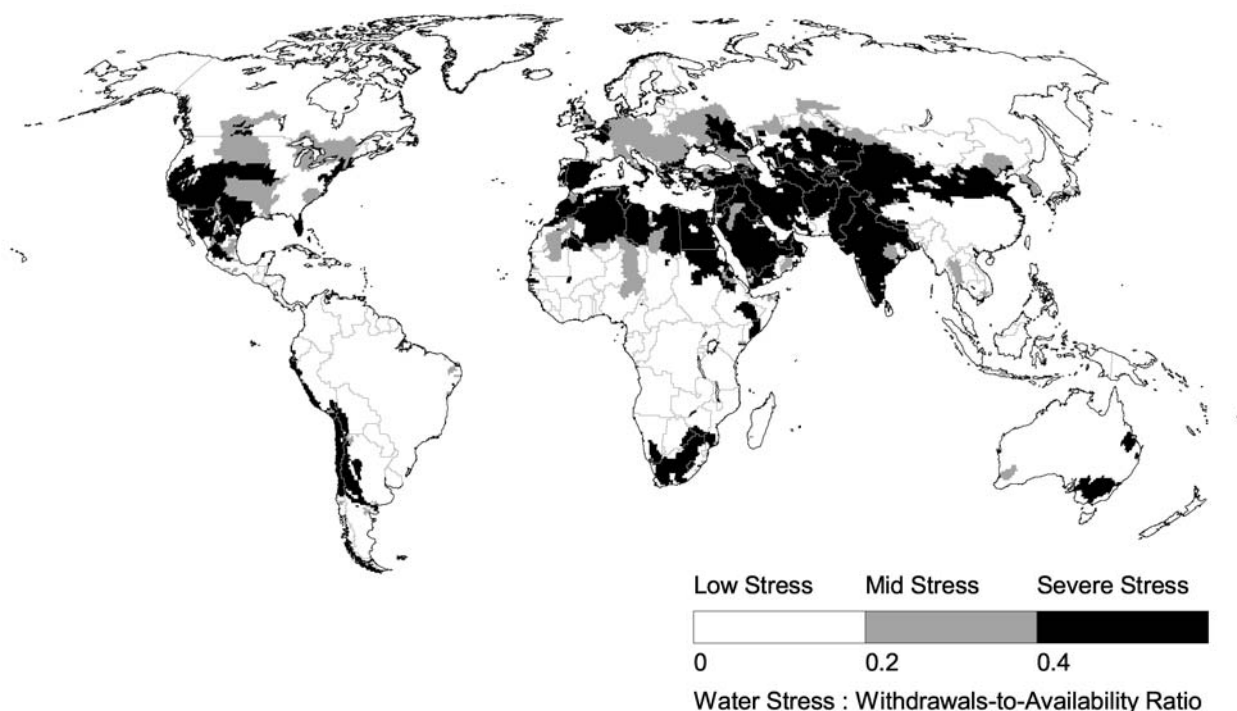 Low Stress Mid Stress Severe Stress
0 0.2 0.4
Water Stress : Withdrawals-to-Availability Ratio